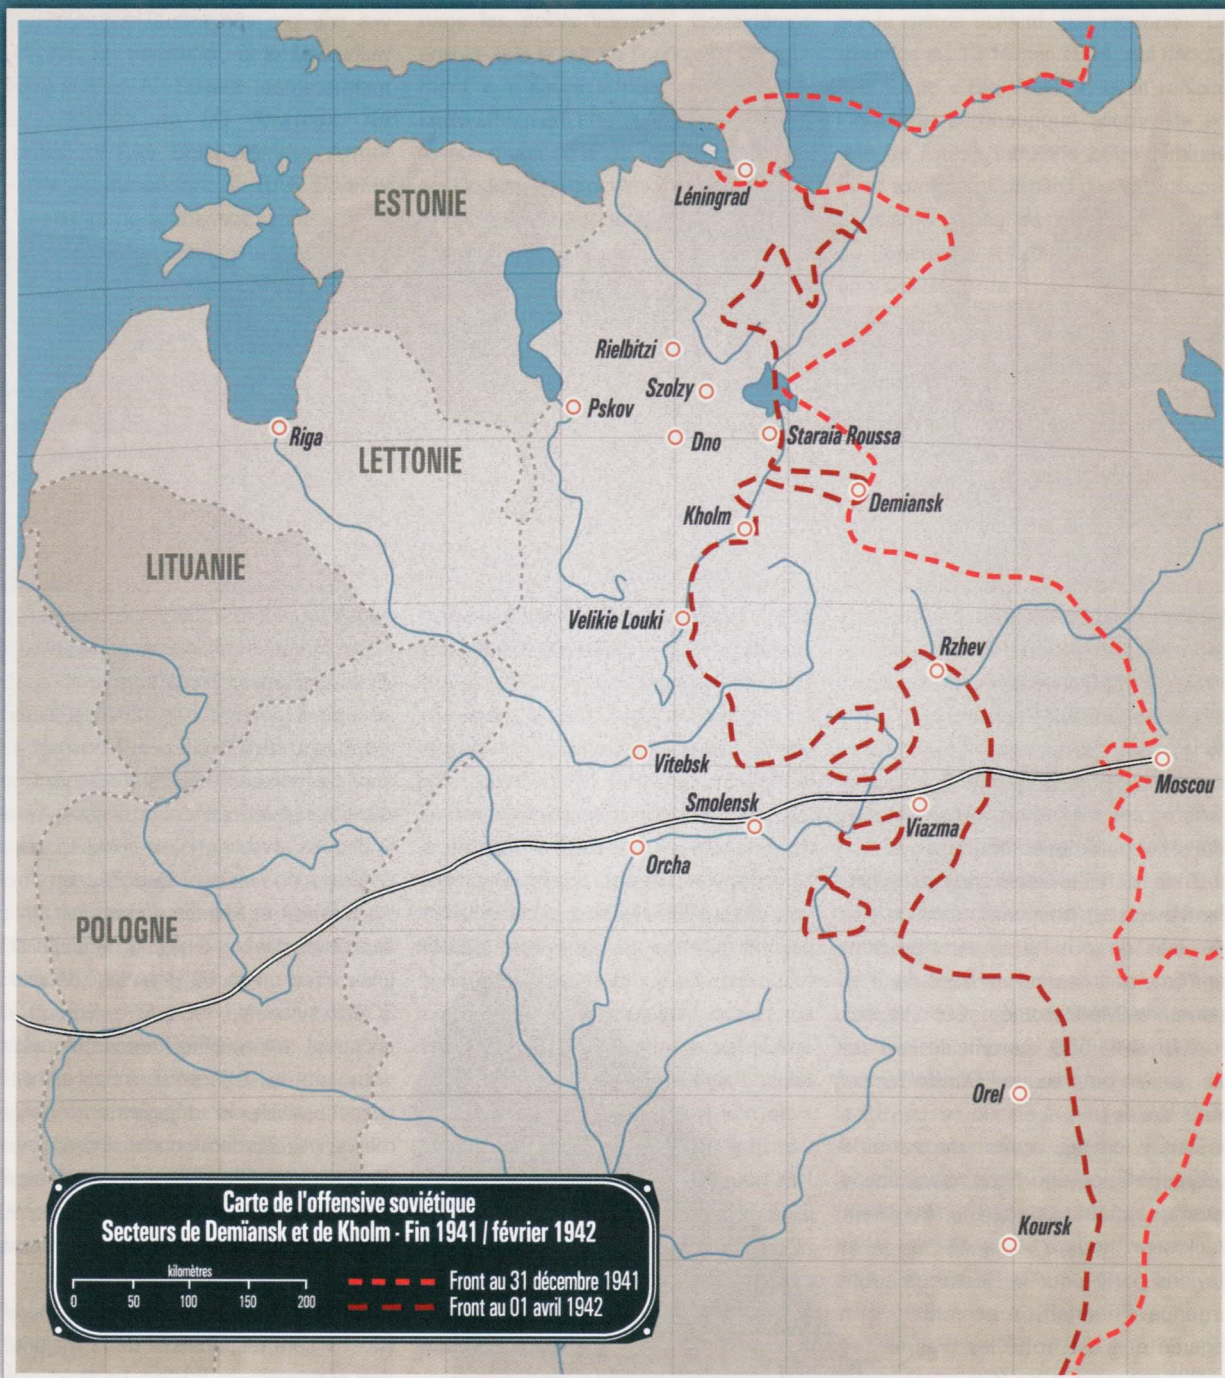 Léningrad
ESTONIE
Rielbitzi
Szolzy
Pskov
Riga
Dno
Staraia Roussa
LETTONIE
Demiansk
Kholm
LITUANIE
Velikie Louki
Rzhev
Vitebsk
Moscou
Smolensk
Viazma
Orcha
POLOGNE
Orel
Koursk
Carte de l'offensive soviétique
Secteurs de Demïansk et de Kholm - Fin 1941 / février 1942
kilomètres
0 50 100 150 200
Front au 31 décembre 1941
Front au 01 avril 1942